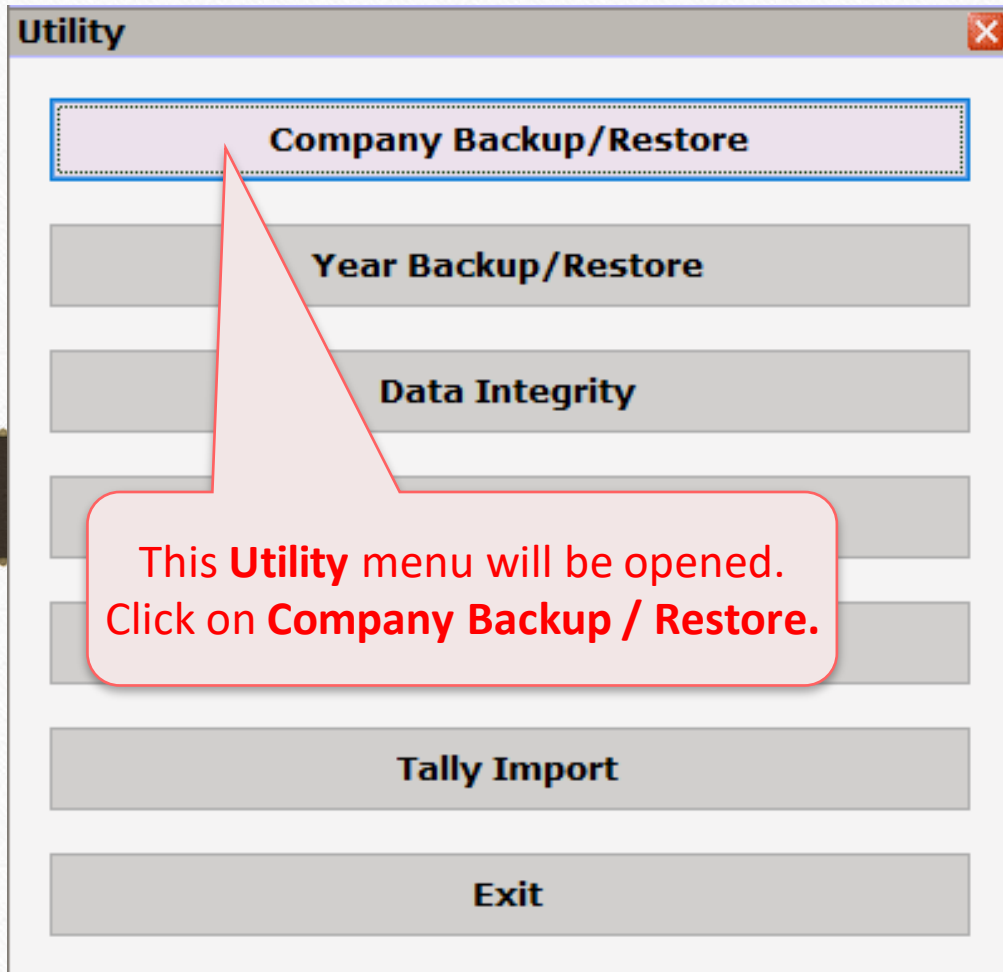 Utility
Company Backup/Restore
Year Backup/Restore
Data Integrity
This Utility menu will be opened.
Click on Company Backup / Restore.
Tally Import
Exit